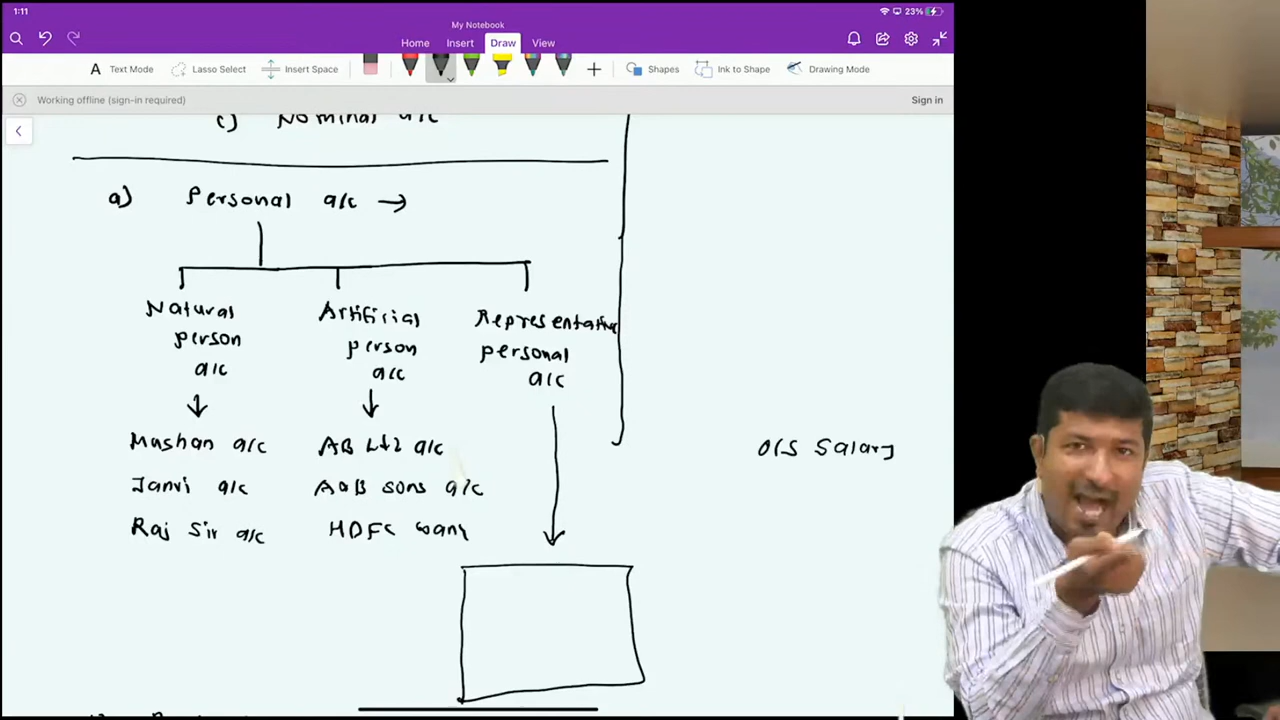 1:11
23%
My Notebook
Home Insert Draw View
Text Mode Lasso Select Insert Space Shapes Ink to Shape Drawing Mode
Working offline (sign-in required) Sign in
c) Nominal a/c
a) Personal a/c →
Natural person a/c
Artificial person a/c
Representative personal a/c
Mushan a/c
Janvi a/c
Raj Sir a/c
AB Ltd a/c
A&B sons a/c
HDFC Bank
O/S Salary